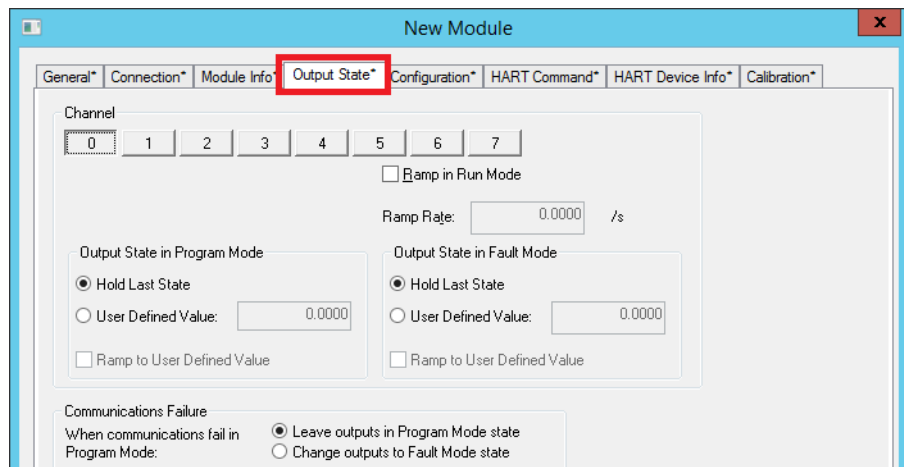 New Module
x
General* Connection* Module Info* Output State* Configuration* HART Command* HART Device Info* Calibration*
Channel
0 1 2 3 4 5 6 7
Ramp in Run Mode
Ramp Rate: 0.0000 /s
Output State in Program Mode Output State in Fault Mode
Hold Last State Hold Last State
User Defined Value: 0.0000 User Defined Value: 0.0000
Ramp to User Defined Value Ramp to User Defined Value
Communications Failure
When communications fail in Leave outputs in Program Mode state
Program Mode: Change outputs to Fault Mode state